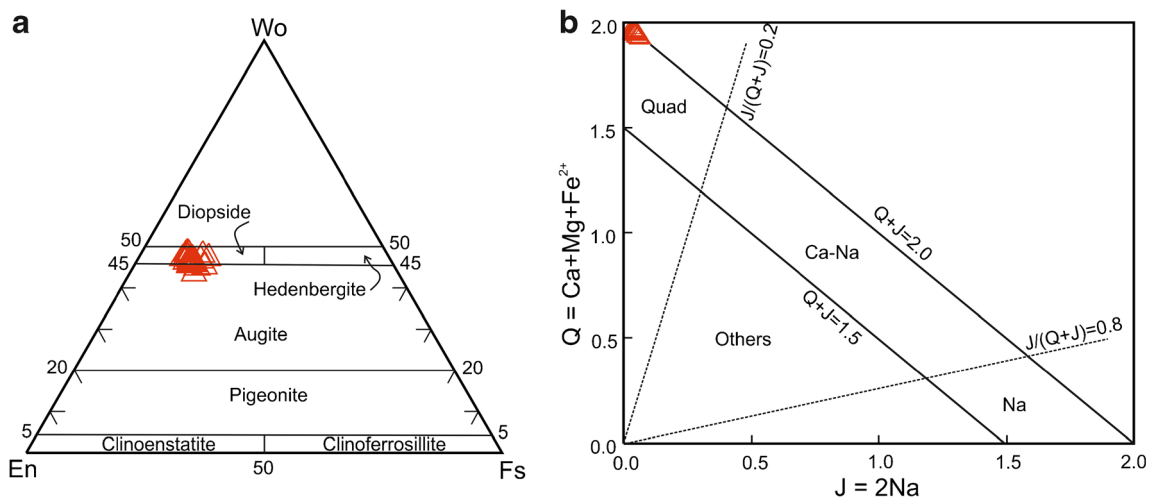 a
Wo
Diopside
50
50
45
45
Hedenbergite
Augite
20
20
Pigeonite
5
5
Clinoenstatite
Clinoferrosillite
En
50
Fs
b
2.0
1.5
1.0
0.5
0.0
Q = Ca+Mg+Fe²⁺
J/(Q+J)=0.2
Quad
Q+J=2.0
Ca-Na
Q+J=1.5
J/(Q+J)=0.8
Others
Na
0.0
0.5
1.0
1.5
2.0
J = 2Na